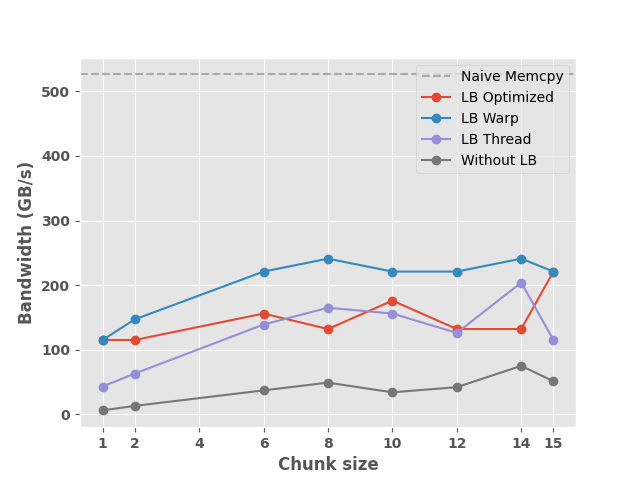 Naive Memcpy
LB Optimized
LB Warp
LB Thread
Without LB
500
400
300
200
100
0
Bandwidth (GB/s)
1 2 4 6 8 10 12 14 15
Chunk size